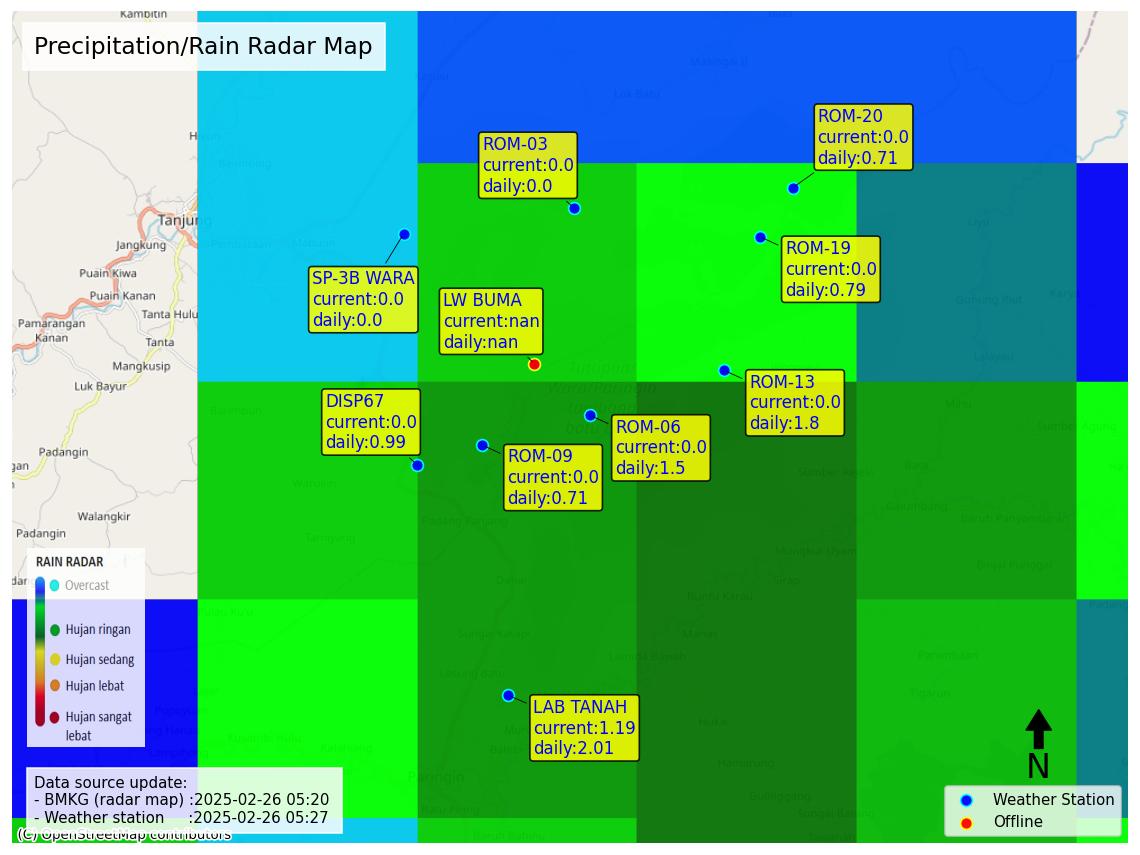 Kambitin
Precipitation/Rain Radar Map
ROM-20
current:0.0
daily:0.71
ROM-03
current:0.0
daily:0.0
Tanjung
Jangkung
ROM-19
current:0.0
daily:0.79
SP-3B WARA
current:0.0
daily:0.0
Puain Kiwa
Puain Kanan
LW BUMA
current:nan
daily:nan
Tanta Hulu
Pamarangan
Kanan
Tanta
Mangkusip
Luk Bayur
ROM-13
current:0.0
daily:1.8
DISP67
current:0.0
daily:0.99
ROM-06
current:0.0
daily:1.5
ROM-09
current:0.0
daily:0.71
Padangin
Walangkir
Padangin
RAIN RADAR
Overcast
Hujan ringan
Hujan sedang
Hujan lebat
Hujan sangat
lebat
LAB TANAH
current:1.19
daily:2.01
Paringin
N
Data source update:
- BMKG (radar map) :2025-02-26 05:20
- Weather station :2025-02-26 05:27
(C) OpenStreetMap contributors
Weather Station
Offline